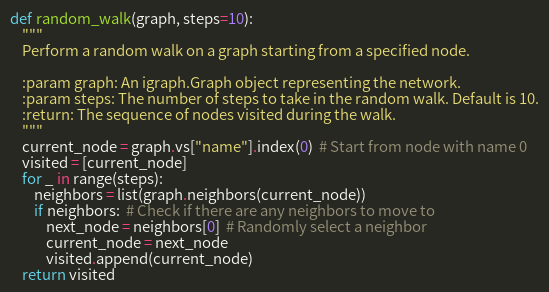 def random_walk(graph, steps=10):
"""
Perform a random walk on a graph starting from a specified node.
:param graph: An igraph.Graph object representing the network.
:param steps: The number of steps to take in the random walk. Default is 10.
:return: The sequence of nodes visited during the walk.
"""
current_node = graph.vs["name"].index(0) # Start from node with name 0
visited = [current_node]
for _ in range(steps):
neighbors = list(graph.neighbors(current_node))
if neighbors: # Check if there are any neighbors to move to
next_node = neighbors[0] # Randomly select a neighbor
current_node = next_node
visited.append(current_node)
return visited